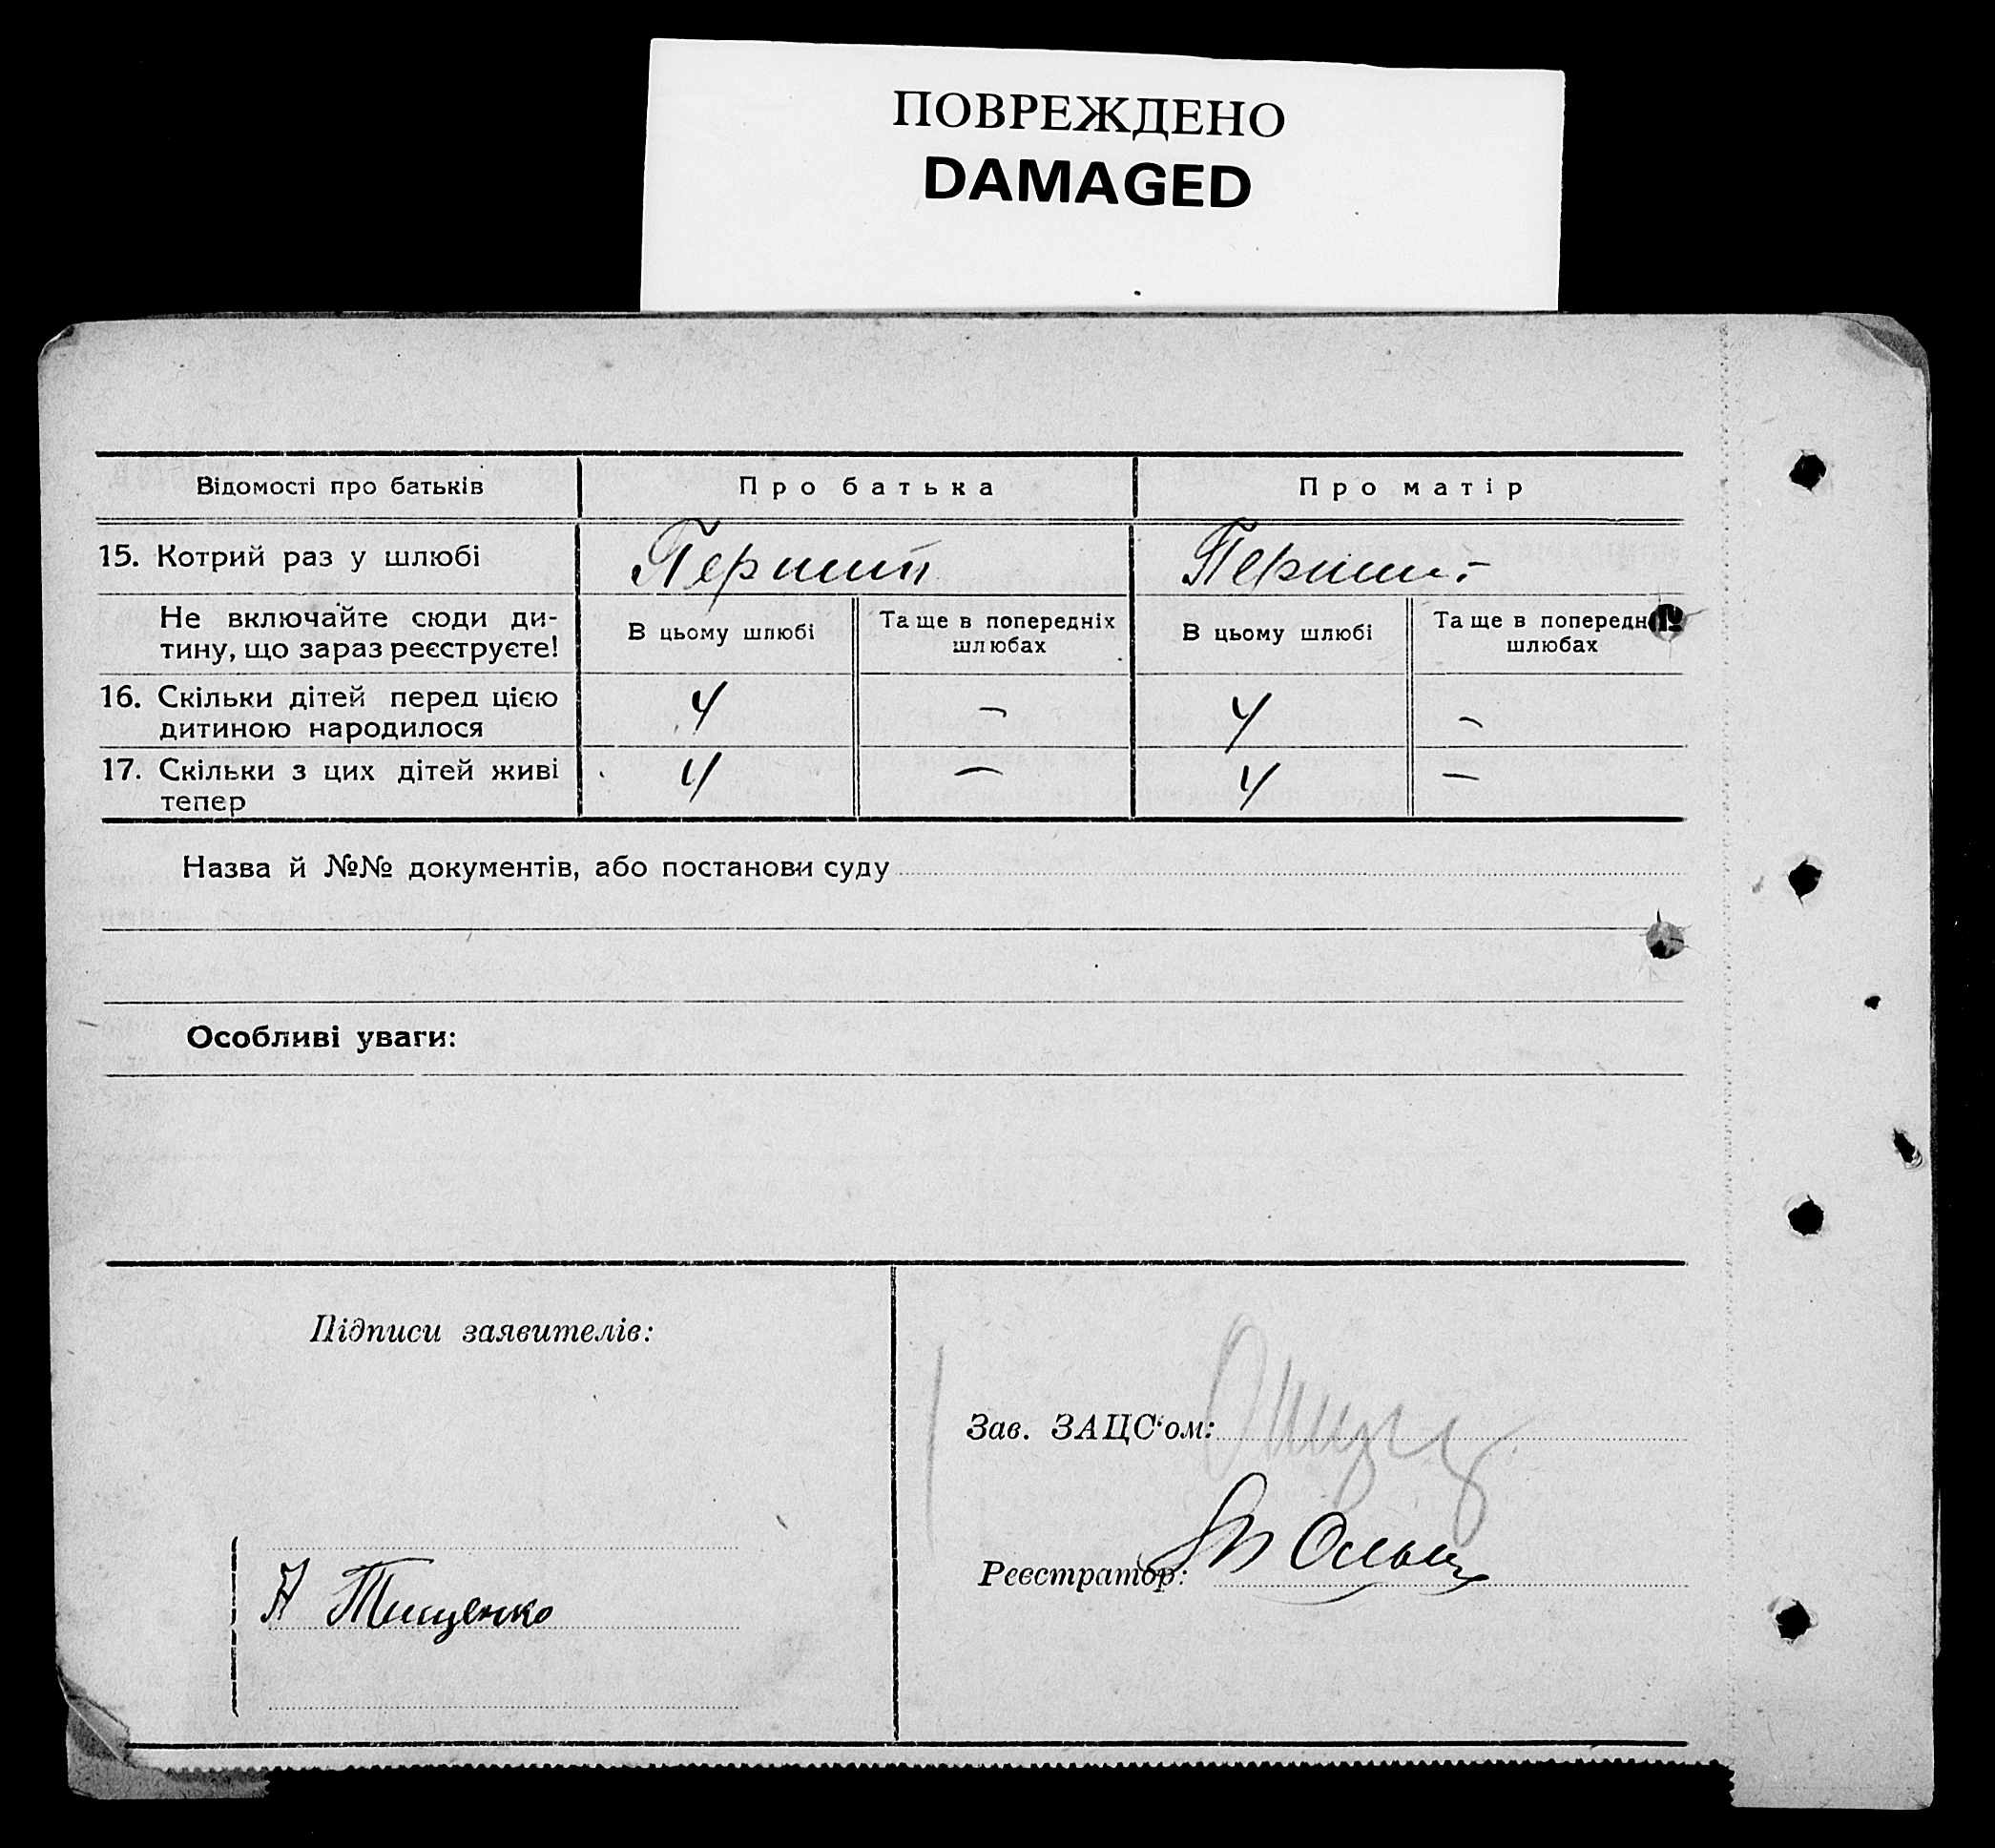 ПОВРЕЖДЕНО
DAMAGED
Відомості про батьків Про батька Про матір
15. Котрий раз у шлюбі Перший Перший
Не включайте сюди ди-
тину, що зараз реєструєте!
В цьому шлюбі Та ще в попередніх
шлюбах
В цьому шлюбі Та ще в попередніх
шлюбах
16. Скільки дітей перед цією
дитиною народилося 4 – 4 –
17. Скільки з цих дітей живі
тепер 4 – 4 –
Назва й №№ документів, або постанови суду
Особливі уваги:
Підписи заявителів:
Н Тищенко
Зав. ЗАЦС'ом:
Реєстратор: